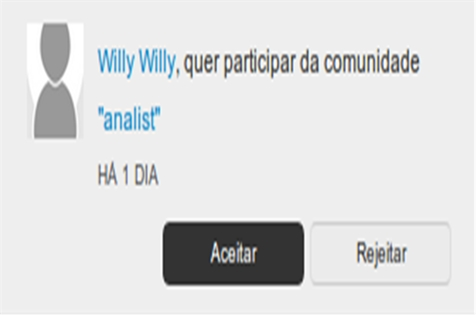 Willy Willy, quer participar da comunidade
"analist"
HÁ 1 DIA
Aceitar Rejeitar